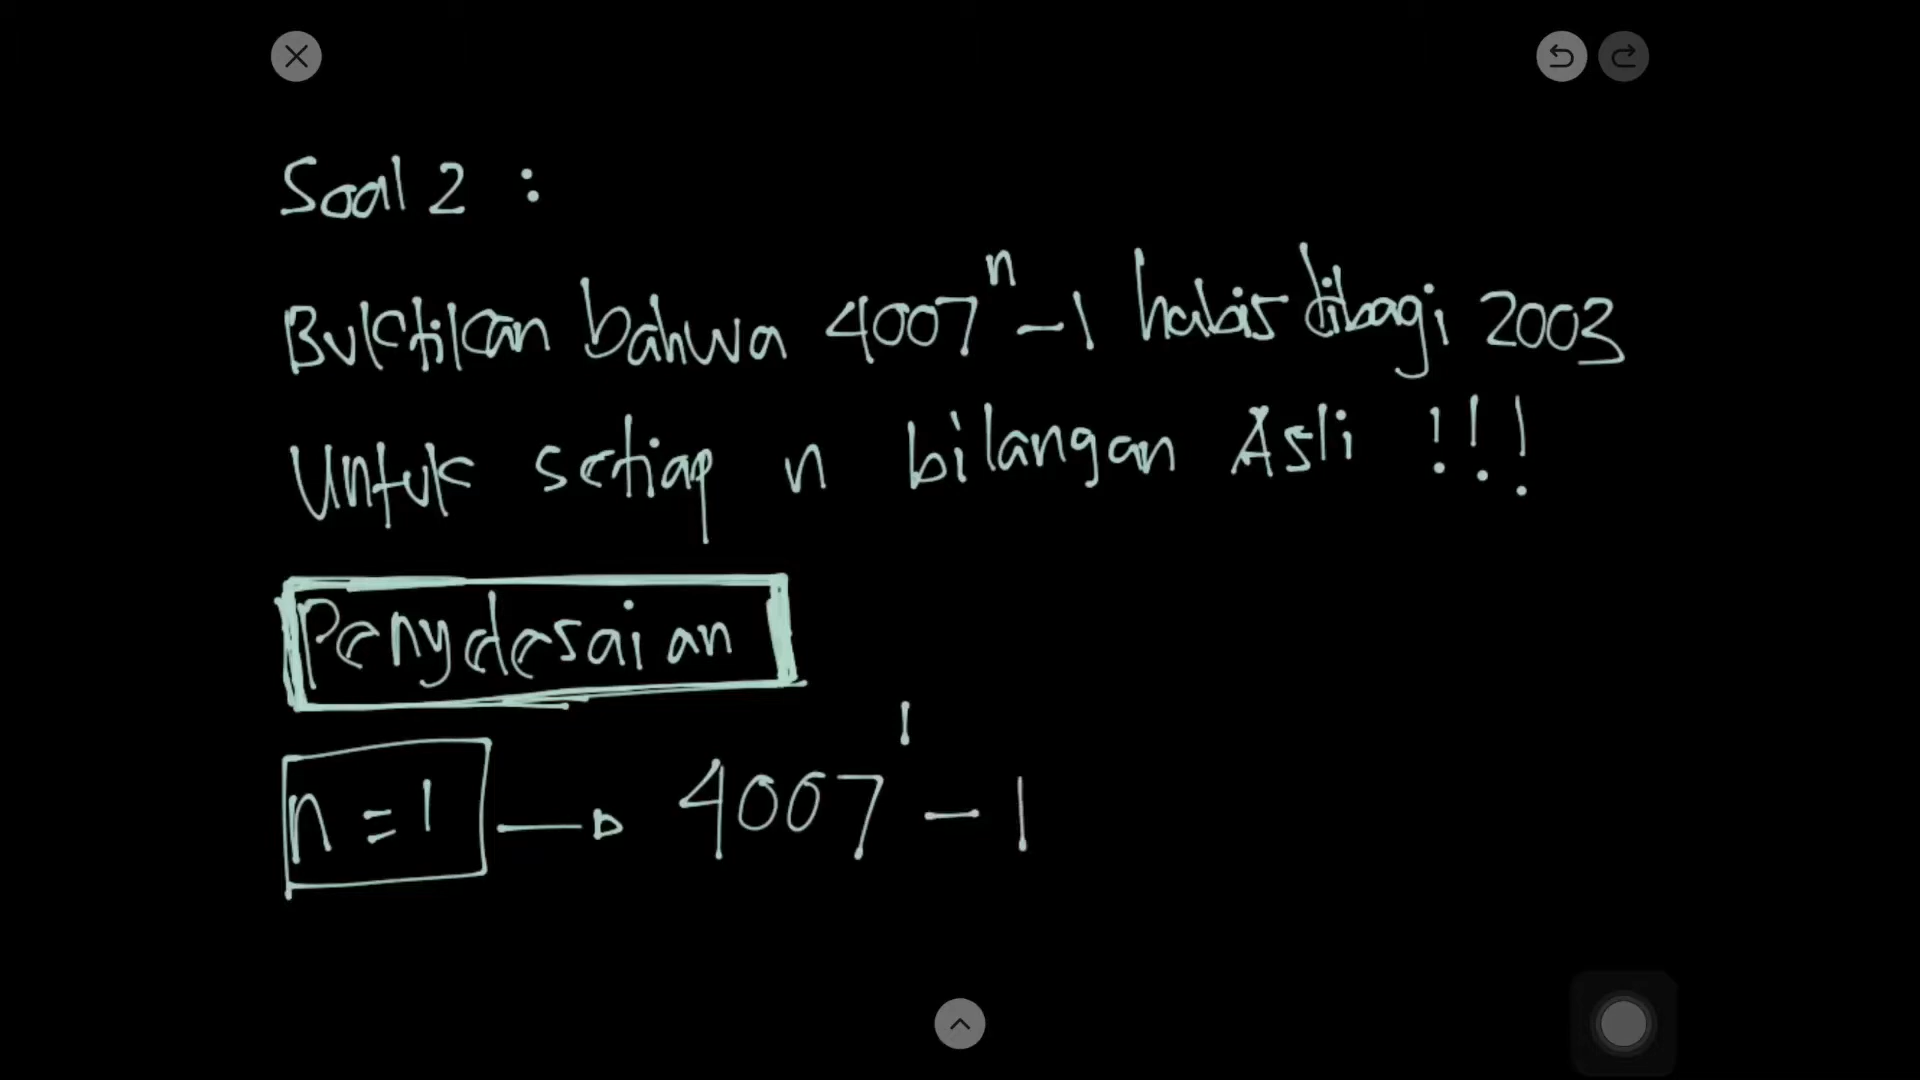 Soal 2 :
Buktikan bahwa 4007^n - 1 habis dibagi 2003
Untuk setiap n bilangan Asli !!!
Penyelesaian
n = 1 → 4007^1 - 1